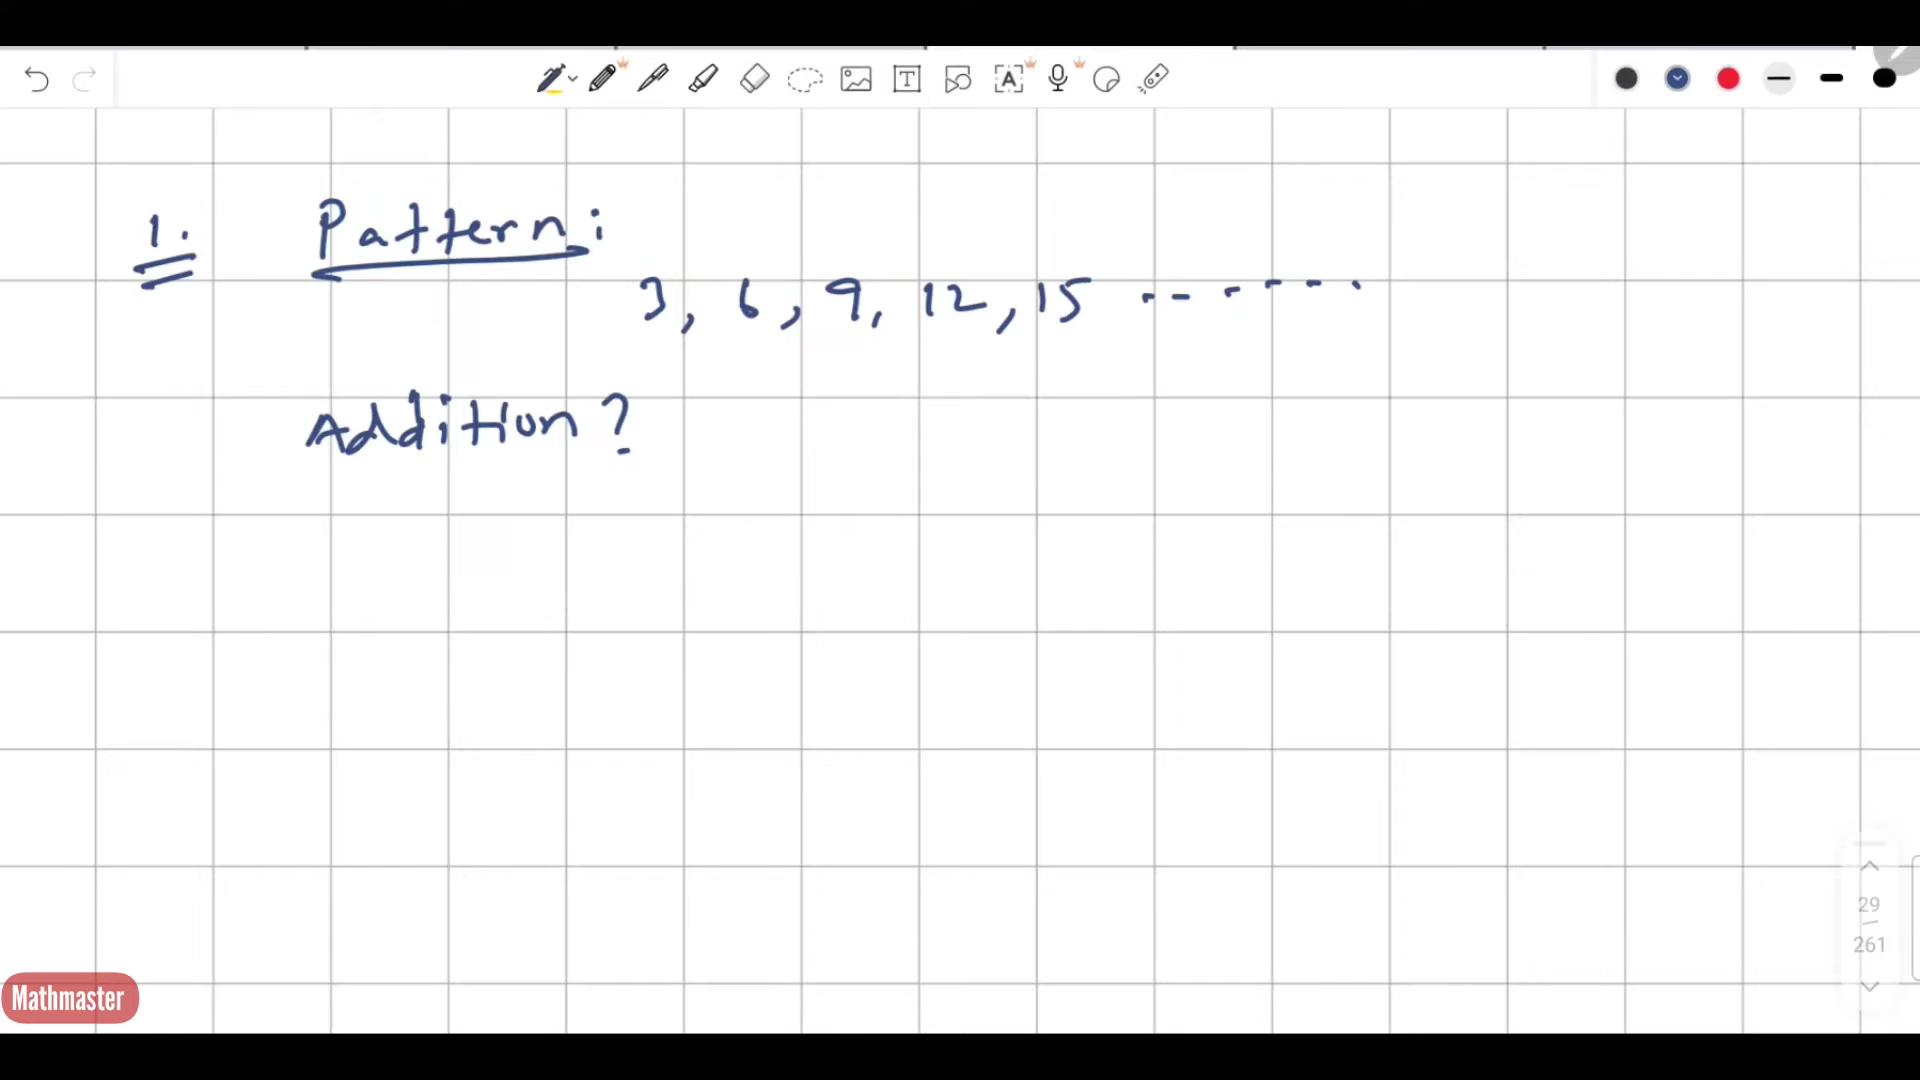 1. Pattern:
3, 6, 9, 12, 15 -- - - - - .
Addition?
29
261
Mathmaster